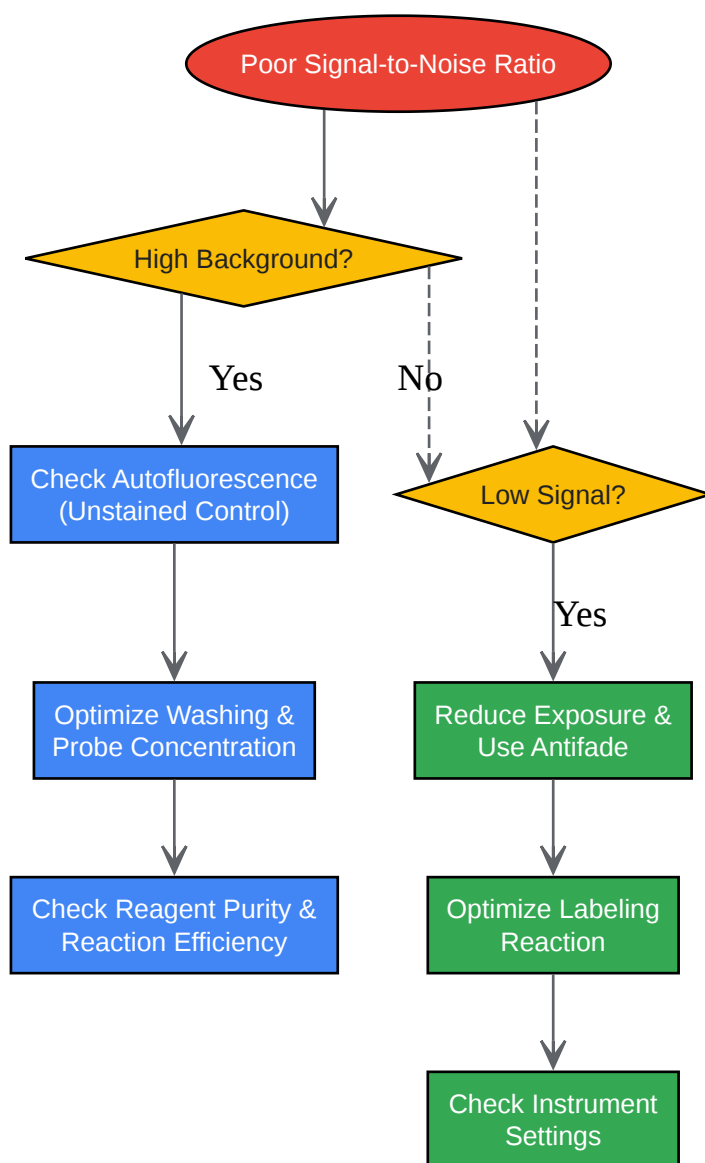 Poor Signal-to-Noise Ratio
High Background?
Yes
No
Check Autofluorescence
(Unstained Control)
Low Signal?
Yes
Optimize Washing &
Probe Concentration
Reduce Exposure &
Use Antifade
Check Reagent Purity &
Reaction Efficiency
Optimize Labeling
Reaction
Check Instrument
Settings